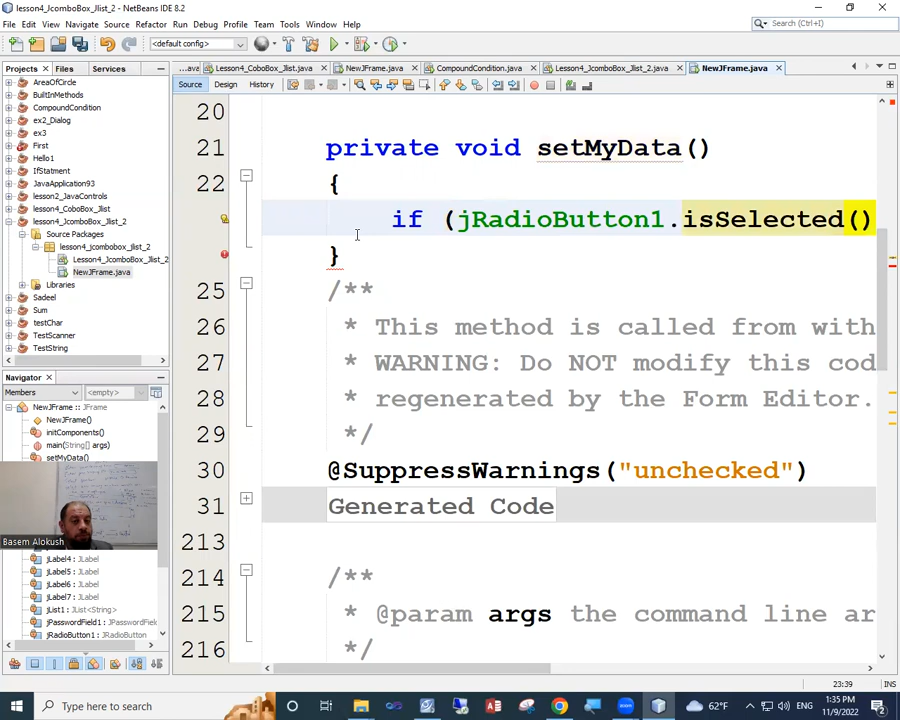 lesson4_JcomboBox_Jlist_2 - NetBeans IDE 8.2
File Edit View Navigate Source Refactor Run Debug Profile Team Tools Window Help
Search (Ctrl+I)
<default config>
Projects Files Services
...ava Lesson4_CoboBox_Jlist.java NewJFrame.java CompoundCondition.java Lesson4_JcomboBox_Jlist_2.java NewJFrame.java
Source Design History
AreaOfCircle
BuiltInMethods
CompoundCondition
ex2_Dialog
ex3
First
Hello1
IfStatment
JavaApplication93
lesson2_JavaControls
lesson4_CoboBox_Jlist
lesson4_JcomboBox_Jlist_2
Source Packages
lesson4_jcombobox_jlist_2
Lesson4_JcomboBox_Jlist_2
NewJFrame.java
Libraries
Sadeel
Sum
testChar
TestScanner
TestString
20
21 private void setMyData()
22 {
if (jRadioButton1.isSelected()
}
25 /**
26 * This method is called from with
27 * WARNING: Do NOT modify this cod
28 * regenerated by the Form Editor.
29 */
30 @SuppressWarnings("unchecked")
31 Generated Code
213
214 /**
215 * @param args the command line ar
216 */
Navigator
Members <empty>
NewJFrame :: JFrame
NewJFrame()
initComponents()
main(String[] args)
setMyData()
Basem Alokush
jLabel4 : JLabel
jLabel5 : JLabel
jLabel6 : JLabel
jLabel7 : JLabel
jList1 : JList<String>
jPasswordField1 : JPasswordField
jRadioButton1 : JRadioButton
23:39 INS
Type here to search
62°F
ENG
1:35 PM
11/9/2022
2